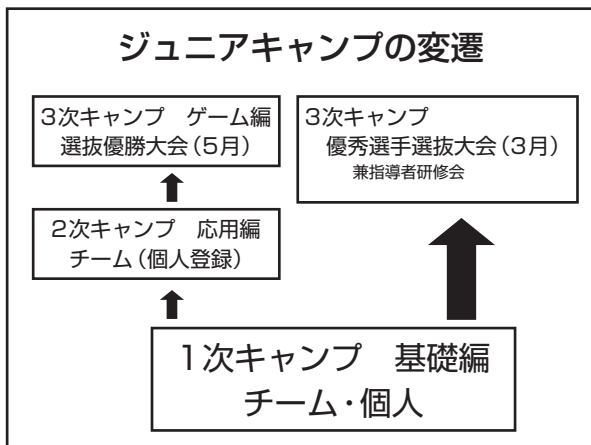 ジュニアキャンプの変遷
3次キャンプ　ゲーム編
選抜優勝大会（5月）
3次キャンプ
優秀選手選抜大会（3月）
兼指導者研修会
2次キャンプ　応用編
チーム（個人登録）
1次キャンプ　基礎編
チーム・個人